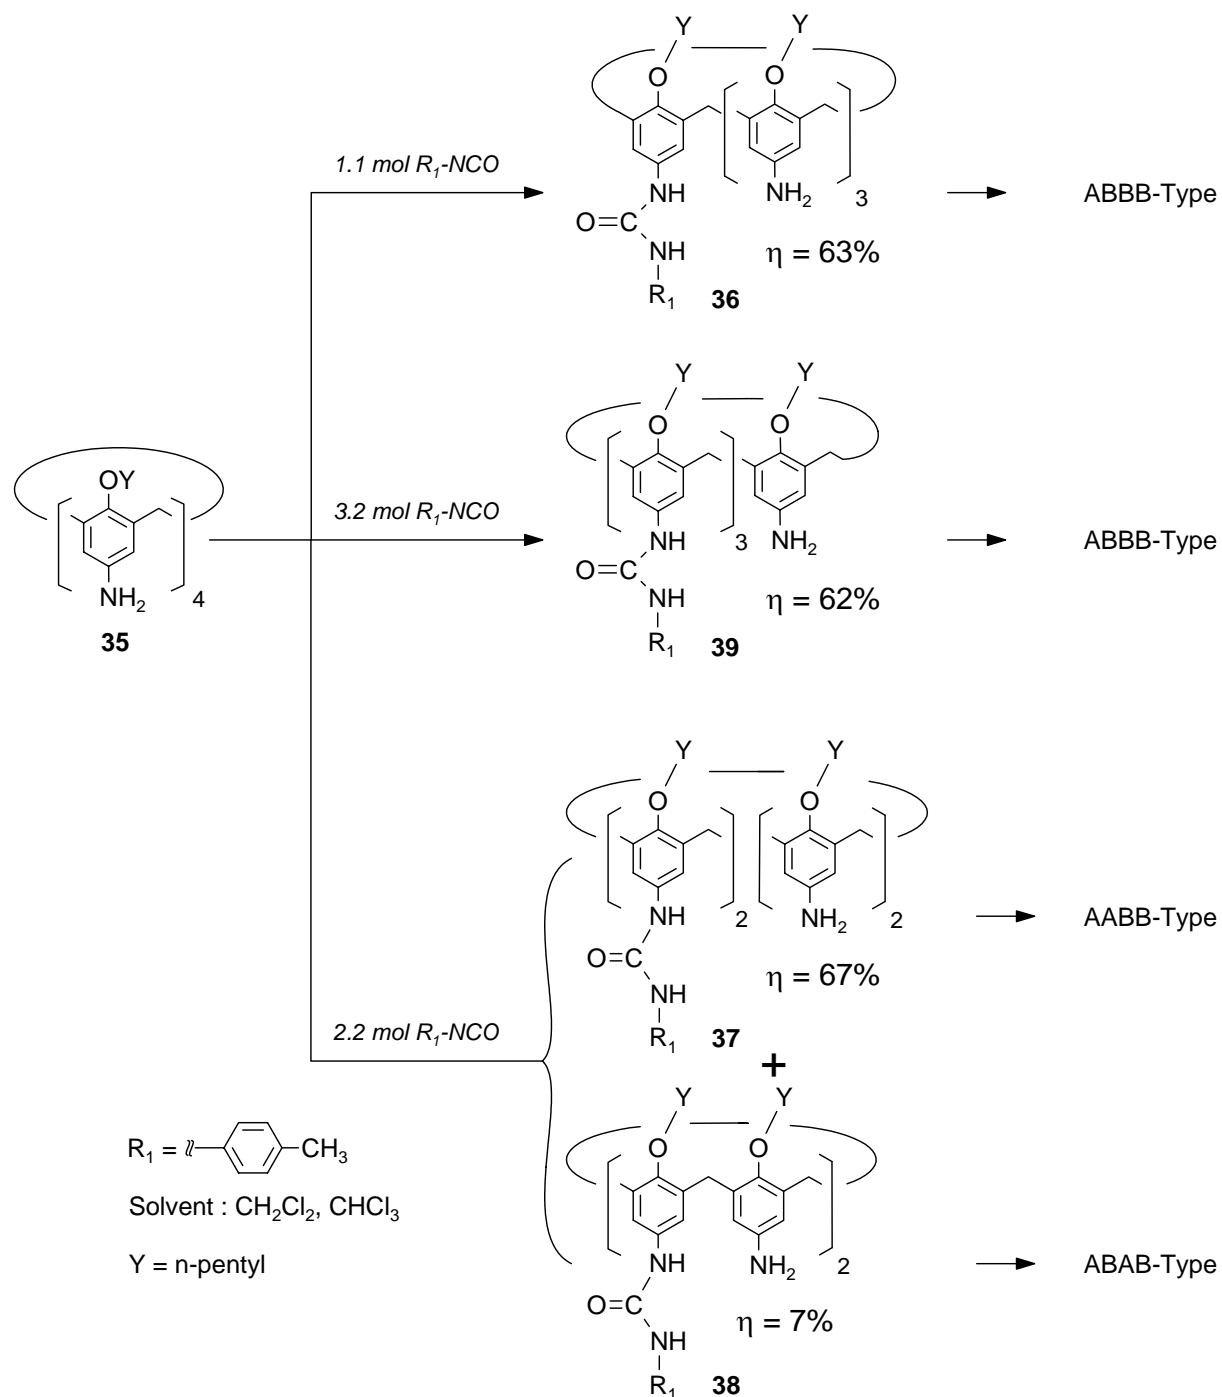 Y Y
O O
1.1 mol R₁-NCO
NH NH₂ 3
ABBB-Type
O=C
NH η = 63%
R₁ 36
Y Y
O O
OY
3.2 mol R₁-NCO
NH 3 NH₂
ABBB-Type
O=C
NH₂ 4
NH η = 62%
35
R₁ 39
Y Y
O O
NH 2 NH₂ 2
AABB-Type
O=C
η = 67%
NH
2.2 mol R₁-NCO
R₁ 37
+
Y Y
O O
R₁ = CH₃
Solvent : CH₂Cl₂, CHCl₃
Y = n-pentyl
NH NH₂ 2
ABAB-Type
O=C
η = 7%
NH
R₁ 38